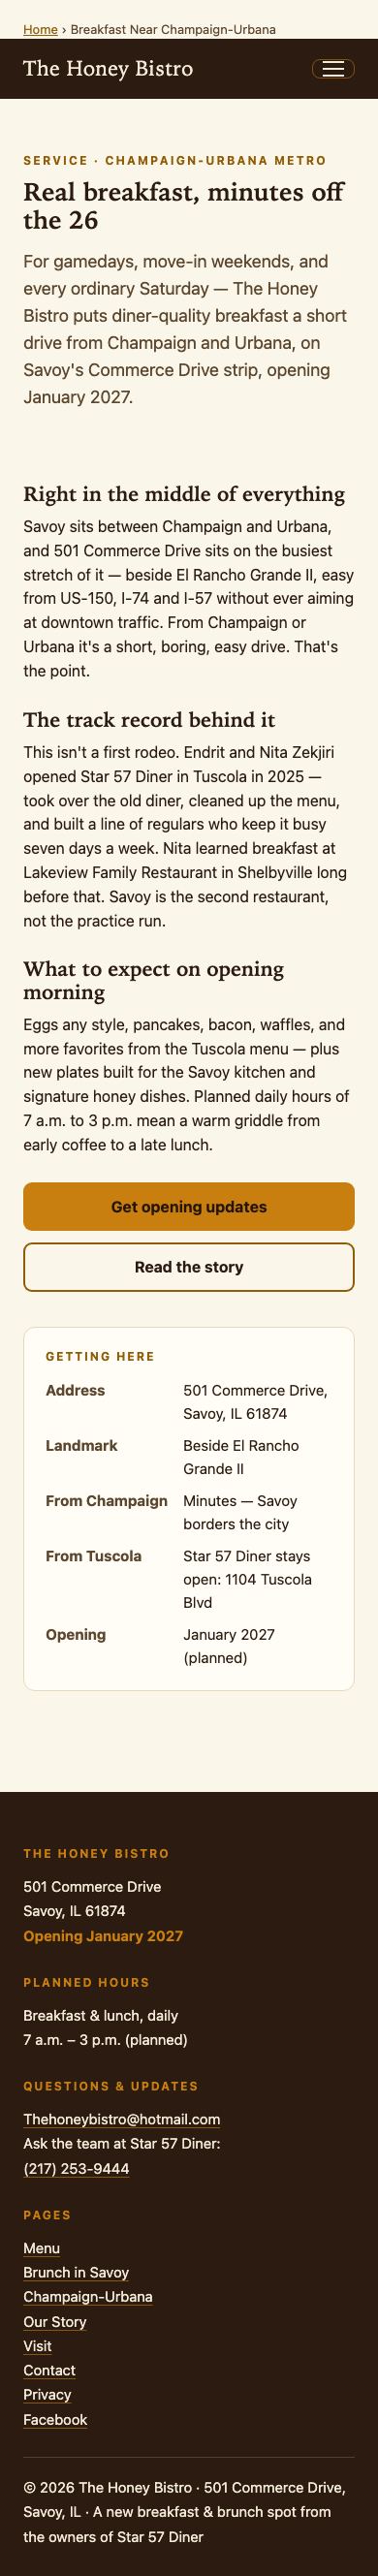 Home › Breakfast Near Champaign-Urbana
The Honey Bistro
SERVICE · CHAMPAIGN-URBANA METRO
Real breakfast, minutes off
the 26
For gamedays, move-in weekends, and
every ordinary Saturday — The Honey
Bistro puts diner-quality breakfast a short
drive from Champaign and Urbana, on
Savoy's Commerce Drive strip, opening
January 2027.
Right in the middle of everything
Savoy sits between Champaign and Urbana,
and 501 Commerce Drive sits on the busiest
stretch of it — beside El Rancho Grande II, easy
from US-150, I-74 and I-57 without ever aiming
at downtown traffic. From Champaign or
Urbana it's a short, boring, easy drive. That's
the point.
The track record behind it
This isn't a first rodeo. Endrit and Nita Zekjiri
opened Star 57 Diner in Tuscola in 2025 —
took over the old diner, cleaned up the menu,
and built a line of regulars who keep it busy
seven days a week. Nita learned breakfast at
Lakeview Family Restaurant in Shelbyville long
before that. Savoy is the second restaurant,
not the practice run.
What to expect on opening
morning
Eggs any style, pancakes, bacon, waffles, and
more favorites from the Tuscola menu — plus
new plates built for the Savoy kitchen and
signature honey dishes. Planned daily hours of
7 a.m. to 3 p.m. mean a warm griddle from
early coffee to a late lunch.
Get opening updates
Read the story
GETTING HERE
Address 501 Commerce Drive,
Savoy, IL 61874
Landmark Beside El Rancho
Grande II
From Champaign Minutes — Savoy
borders the city
From Tuscola Star 57 Diner stays
open: 1104 Tuscola
Blvd
Opening January 2027
(planned)
THE HONEY BISTRO
501 Commerce Drive
Savoy, IL 61874
Opening January 2027
PLANNED HOURS
Breakfast & lunch, daily
7 a.m. – 3 p.m. (planned)
QUESTIONS & UPDATES
Thehoneybistro@hotmail.com
Ask the team at Star 57 Diner:
(217) 253-9444
PAGES
Menu
Brunch in Savoy
Champaign-Urbana
Our Story
Visit
Contact
Privacy
Facebook
© 2026 The Honey Bistro · 501 Commerce Drive,
Savoy, IL · A new breakfast & brunch spot from
the owners of Star 57 Diner